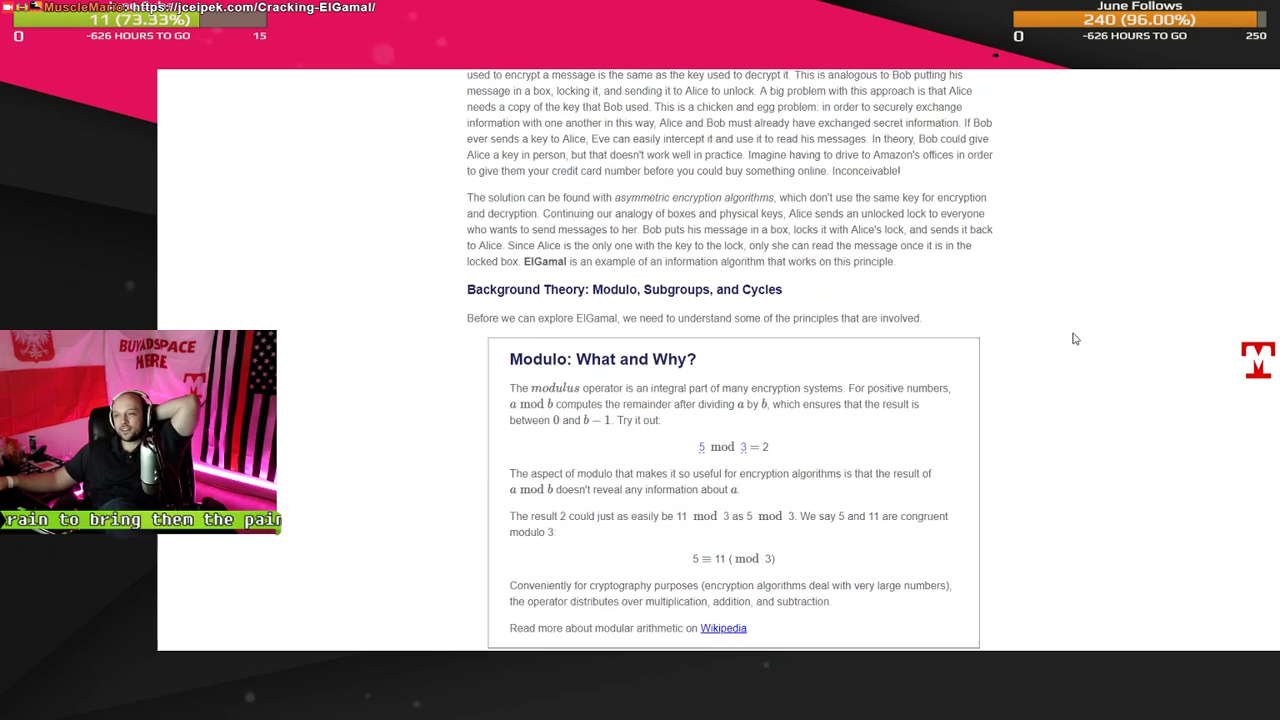 MuscleMario: https://jceipek.com/Cracking-ElGamal/
11 (73.33%)
0 -626 HOURS TO GO 15
June Follows
240 (96.00%)
0 -626 HOURS TO GO 250
used to encrypt a message is the same as the key used to decrypt it. This is analogous to Bob putting his
message in a box, locking it, and sending it to Alice to unlock. A big problem with this approach is that Alice
needs a copy of the key that Bob used. This is a chicken and egg problem: in order to securely exchange
information with one another in this way, Alice and Bob must already have exchanged secret information. If Bob
ever sends a key to Alice, Eve can easily intercept it and use it to read his messages. In theory, Bob could give
Alice a key in person, but that doesn't work well in practice. Imagine having to drive to Amazon's offices in order
to give them your credit card number before you could buy something online. Inconceivable!
The solution can be found with asymmetric encryption algorithms, which don't use the same key for encryption
and decryption. Continuing our analogy of boxes and physical keys, Alice sends an unlocked lock to everyone
who wants to send messages to her. Bob puts his message in a box, locks it with Alice's lock, and sends it back
to Alice. Since Alice is the only one with the key to the lock, only she can read the message once it is in the
locked box. ElGamal is an example of an information algorithm that works on this principle.
Background Theory: Modulo, Subgroups, and Cycles
Before we can explore ElGamal, we need to understand some of the principles that are involved.
Modulo: What and Why?
The modulus operator is an integral part of many encryption systems. For positive numbers,
a mod b computes the remainder after dividing a by b, which ensures that the result is
between 0 and b − 1. Try it out:
5 mod 3 = 2
The aspect of modulo that makes it so useful for encryption algorithms is that the result of
a mod b doesn't reveal any information about a.
The result 2 could just as easily be 11 mod 3 as 5 mod 3. We say 5 and 11 are congruent
modulo 3:
5 ≡ 11 ( mod 3)
Conveniently for cryptography purposes (encryption algorithms deal with very large numbers),
the operator distributes over multiplication, addition, and subtraction.
Read more about modular arithmetic on Wikipedia.
BUY ADSPACE
HERE
rain to bring them the pain